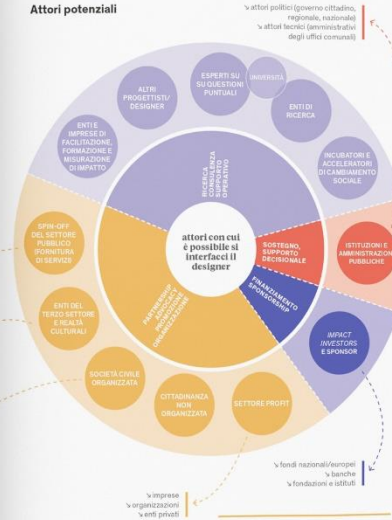 Attori potenziali
↘ attori politici (governo cittadino,
regionale, nazionale)
↘ attori tecnici (amministrativi
degli uffici comunali)
ESPERTI SU
SU QUESTIONI
PUNTUALI
UNIVERSITÀ
ALTRI
PROGETTISTI/
DESIGNER
ENTI DI
RICERCA
ENTI E
IMPRESE DI
FACILITAZIONE,
FORMAZIONE E
MISURAZIONE
DI IMPATTO
INCUBATORI E
ACCELERATORI
DI CAMBIAMENTO
SOCIALE
RICERCA
CONSULENZA
SUPPORTO
OPERATIVO
SPIN-OFF
DEL SETTORE
PUBBLICO
(FORNITURA
DI SERVIZI)
attori con cui
è possibile si
interfacci il
designer
SOSTEGNO,
SUPPORTO
DECISIONALE
ISTITUZIONI E
AMMINISTRAZIONI
PUBBLICHE
FINANZIAMENTO
SPONSORSHIP
PARTNERSHIP
ADVOCACY
PROMOZIONE
ORGANIZZAZIONE
ENTI DEL
TERZO SETTORE
E REALTÀ
CULTURALI
IMPACT
INVESTORS
E SPONSOR
SOCIETÀ CIVILE
ORGANIZZATA
CITTADINANZA
NON
ORGANIZZATA
SETTORE PROFIT
↘ fondi nazionali/europei
↘ banche
↘ fondazioni e istituti
↘ imprese
↘ organizzazioni
↘ enti privati